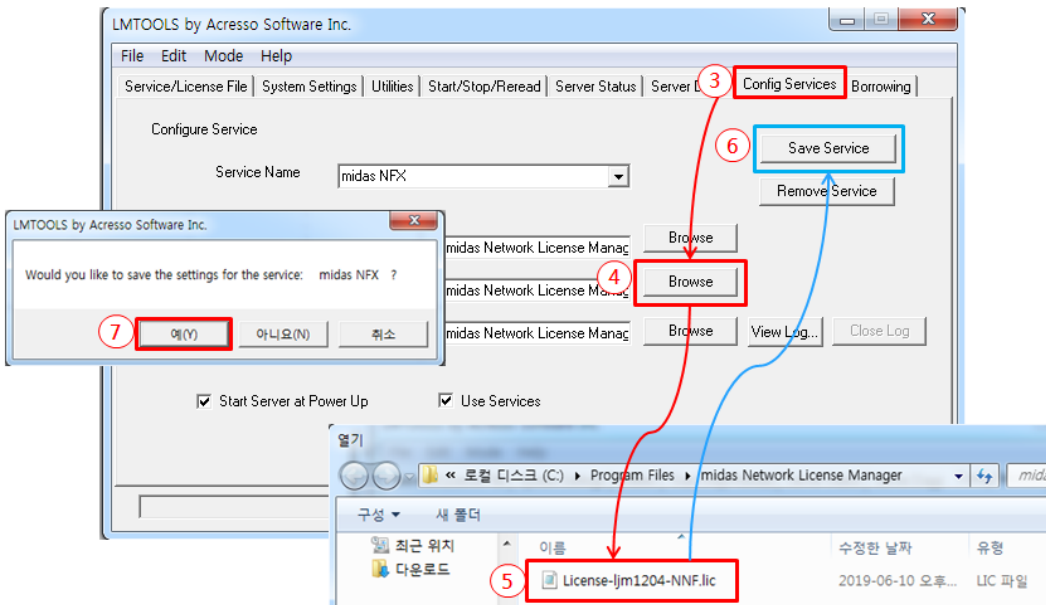 LMTOOLS by Acresso Software Inc.
File Edit Mode Help
Service/License File System Settings Utilities Start/Stop/Reread Server Status Server 3 Config Services Borrowing
Configure Service
6 Save Service
Service Name midas NFX
Remove Service
LMTOOLS by Acresso Software Inc.
Would you like to save the settings for the service: midas NFX ?
7 예(Y) 아니요(N) 취소
midas Network License Manag Browse
midas Network License Manag 4 Browse
midas Network License Manag Browse View Log... Close Log
Start Server at Power Up Use Services
열기
« 로컬 디스크 (C:) Program Files midas Network License Manager
구성 새 폴더
최근 위치 이름 수정한 날짜 유형
다운로드 5 License-ljm1204-NNF.lic 2019-06-10 오후... LIC 파일